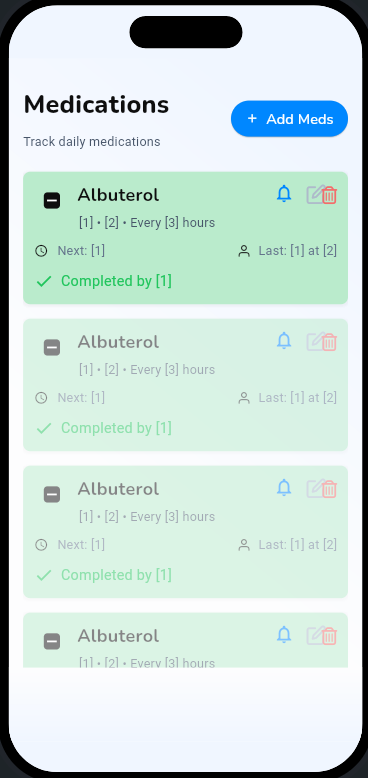 Medications
+ Add Meds
Track daily medications
Albuterol
[1] • [2] • Every [3] hours
Next: [1]
Last: [1] at [2]
Completed by [1]
Albuterol
[1] • [2] • Every [3] hours
Next: [1]
Last: [1] at [2]
Completed by [1]
Albuterol
[1] • [2] • Every [3] hours
Next: [1]
Last: [1] at [2]
Completed by [1]
Albuterol
[1] • [2] • Every [3] hours